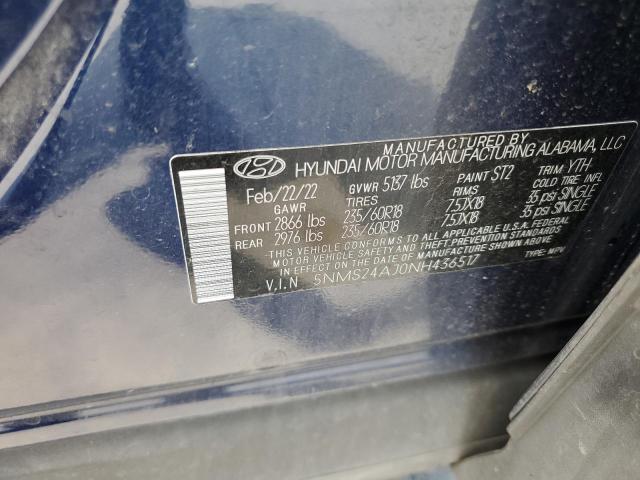 MANUFACTURED BY
HYUNDAI MOTOR MANUFACTURING ALABAMA, LLC
Feb/22/22 GVWR 5137 lbs PAINT ST2 TRIM YTH
GAWR TIRES RIMS COLD TIRE INFL
FRONT 2866 lbs 235/60R18 7.5JX18 35 psi SINGLE
REAR 2976 lbs 235/60R18 7.5JX18 35 psi SINGLE
THIS VEHICLE CONFORMS TO ALL APPLICABLE U.S.A. FEDERAL
MOTOR VEHICLE SAFETY AND THEFT PREVENTION STANDARDS
IN EFFECT ON THE DATE OF MANUFACTURE SHOWN ABOVE.
V.I.N 5NMS24AJ0NH436517 TYPE: MPV